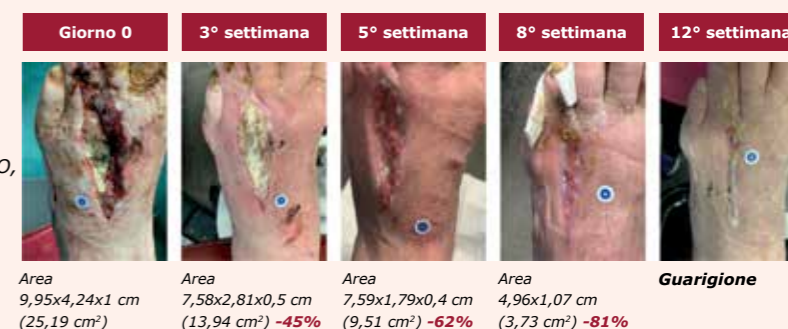 Giorno 0
3° settimana
5° settimana
8° settimana
12° settimana
O,
Area
9,95x4,24x1 cm
(25,19 cm²)
Area
7,58x2,81x0,5 cm
(13,94 cm²) -45%
Area
7,59x1,79x0,4 cm
(9,51 cm²) -62%
Area
4,96x1,07 cm
(3,73 cm²) -81%
Guarigione